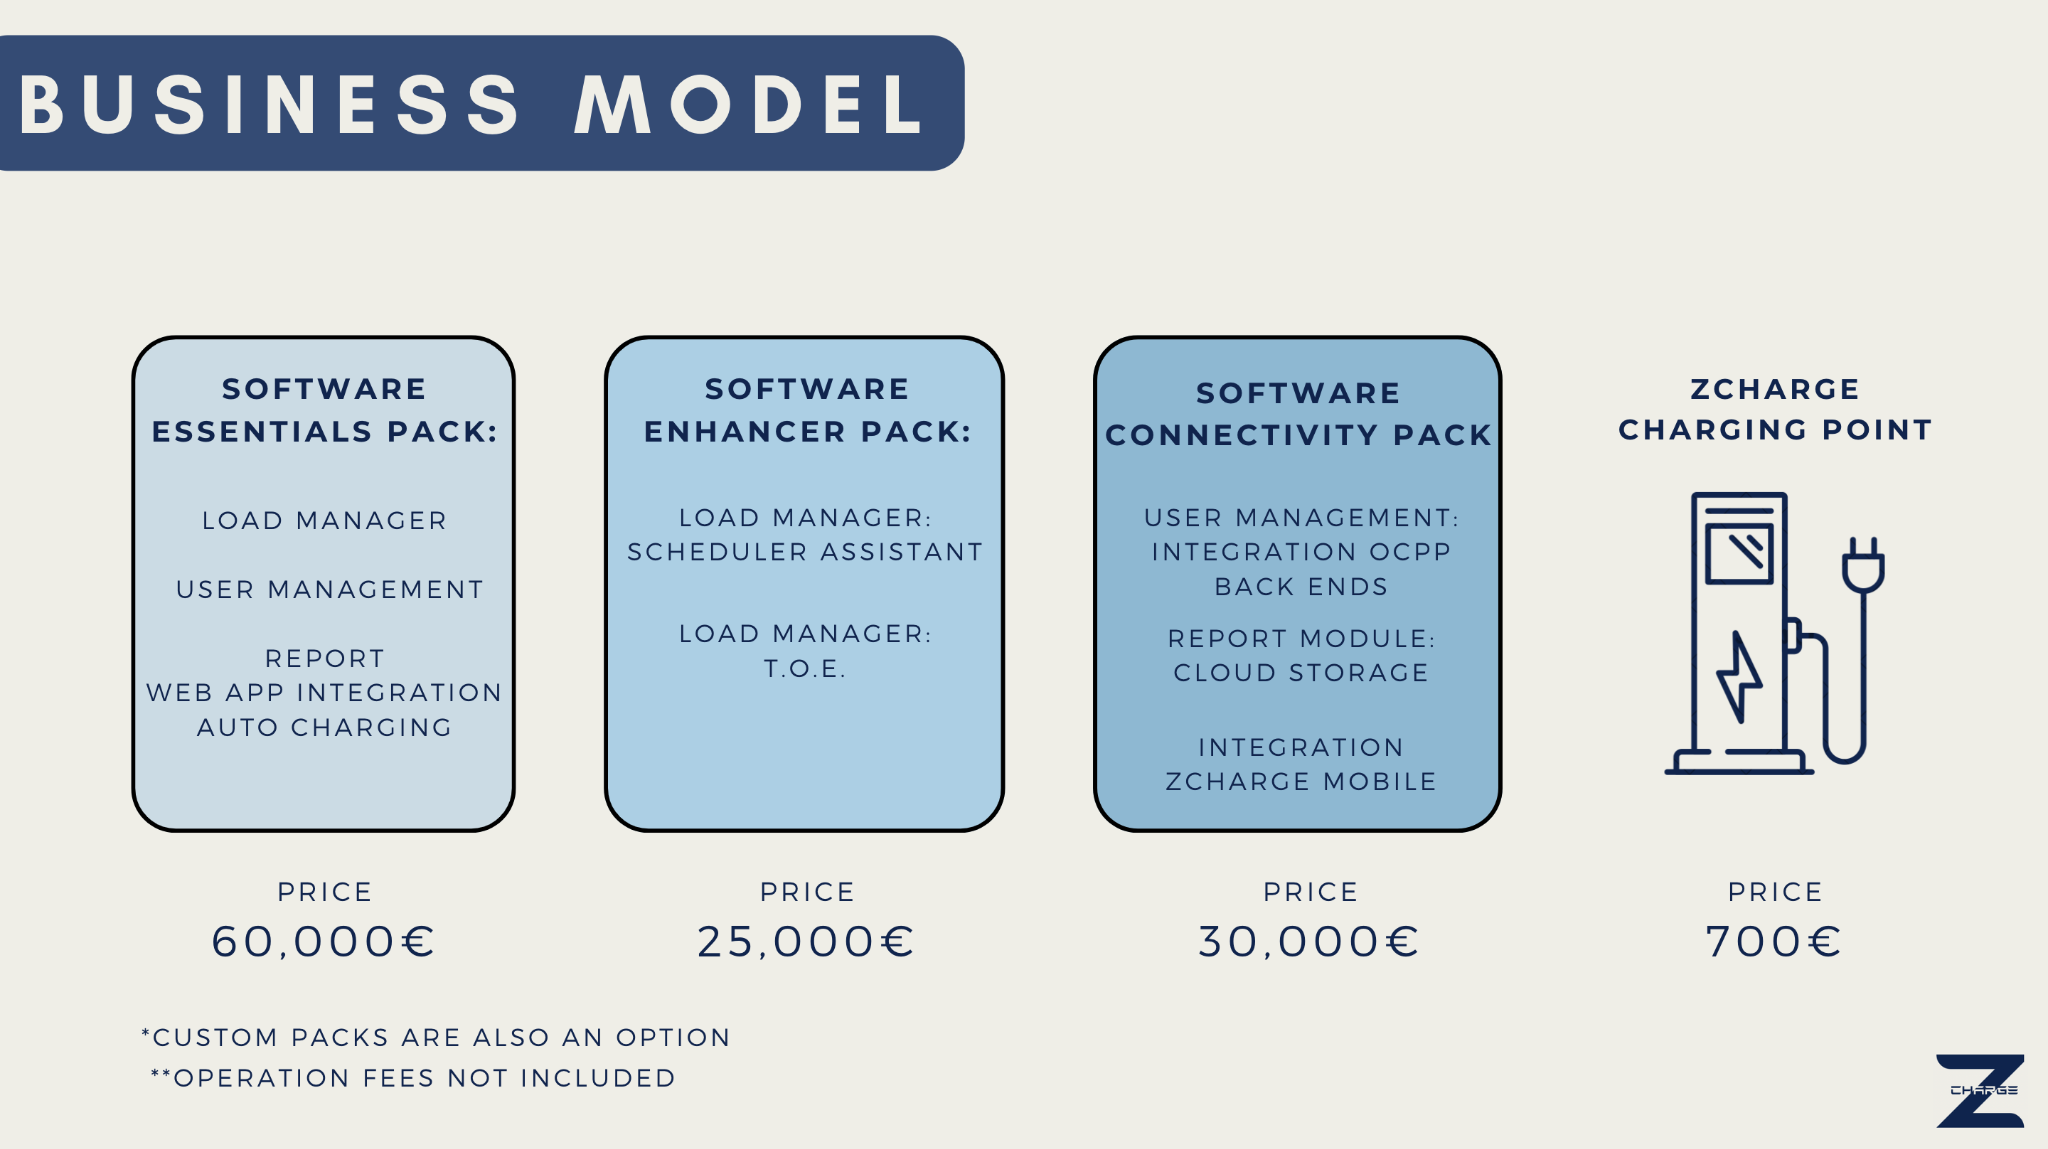 BUSINESS MODEL
SOFTWARE
ESSENTIALS PACK:
LOAD MANAGER
USER MANAGEMENT
REPORT
WEB APP INTEGRATION
AUTO CHARGING
PRICE
60,000€
SOFTWARE
ENHANCER PACK:
LOAD MANAGER:
SCHEDULER ASSISTANT
LOAD MANAGER:
T.O.E.
PRICE
25,000€
SOFTWARE
CONNECTIVITY PACK
USER MANAGEMENT:
INTEGRATION OCPP
BACK ENDS
REPORT MODULE:
CLOUD STORAGE
INTEGRATION
ZCHARGE MOBILE
PRICE
30,000€
ZCHARGE
CHARGING POINT
PRICE
700€
*CUSTOM PACKS ARE ALSO AN OPTION
**OPERATION FEES NOT INCLUDED
Z
CHARGE